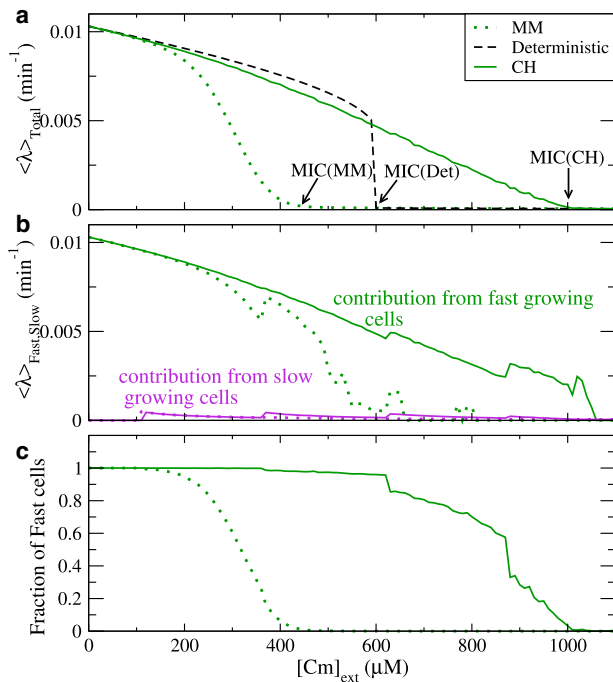 a
0.01
0.005
0
<λ>Total (min⁻¹)
MM
Deterministic
CH
MIC(MM)
MIC(Det)
MIC(CH)
b
0.01
0.005
0
<λ>Fast,Slow (min⁻¹)
contribution from fast growing
cells
contribution from slow
growing cells
c
1
0.8
0.6
0.4
0.2
0
Fraction of Fast cells
0 200 400 600 800 1000
[Cm]ext (μM)